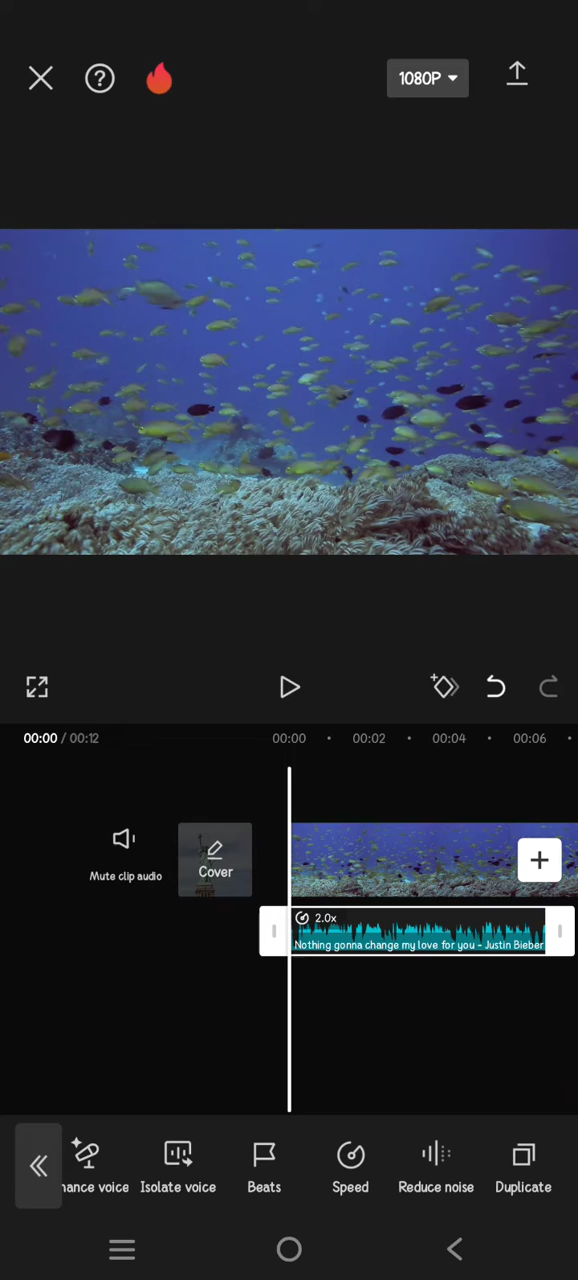 1080P
00:00 / 00:12
00:00
00:02
00:04
00:06
Mute clip audio
Cover
2.0x
Nothing gonna change my love for you - Justin Bieber
hance voice
Isolate voice
Beats
Speed
Reduce noise
Duplicate